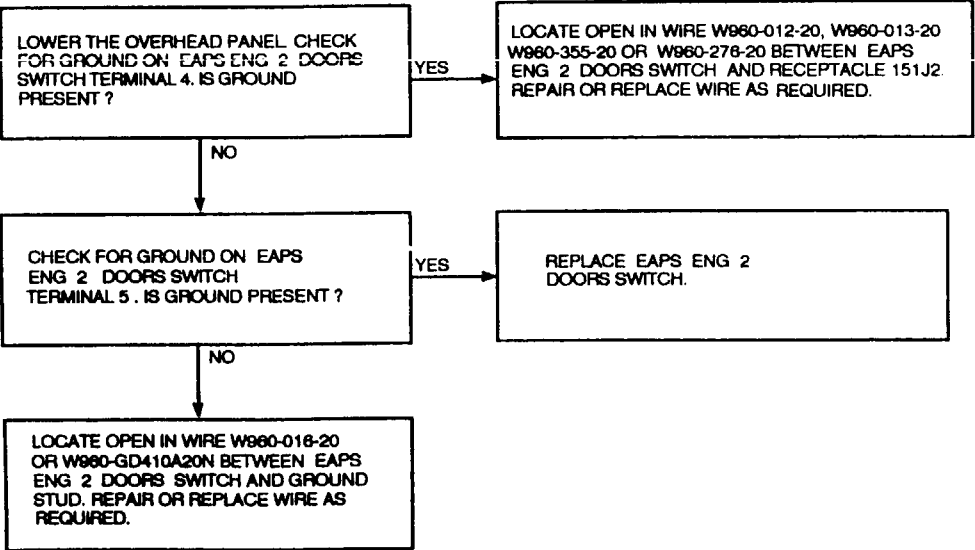 LOWER THE OVERHEAD PANEL. CHECK
FOR GROUND ON EAPS ENG 2 DOORS
SWITCH TERMINAL 4. IS GROUND
PRESENT ?
YES
LOCATE OPEN IN WIRE W960-012-20, W960-013-20
W960-355-20 OR W960-276-20 BETWEEN EAPS
ENG 2 DOORS SWITCH AND RECEPTACLE 151J2.
REPAIR OR REPLACE WIRE AS REQUIRED.
NO
CHECK FOR GROUND ON EAPS
ENG 2 DOORS SWITCH
TERMINAL 5 . IS GROUND PRESENT ?
YES
REPLACE EAPS ENG 2
DOORS SWITCH.
NO
LOCATE OPEN IN WIRE W960-016-20
OR W960-GD410A20N BETWEEN EAPS
ENG 2 DOORS SWITCH AND GROUND
STUD. REPAIR OR REPLACE WIRE AS
REQUIRED.